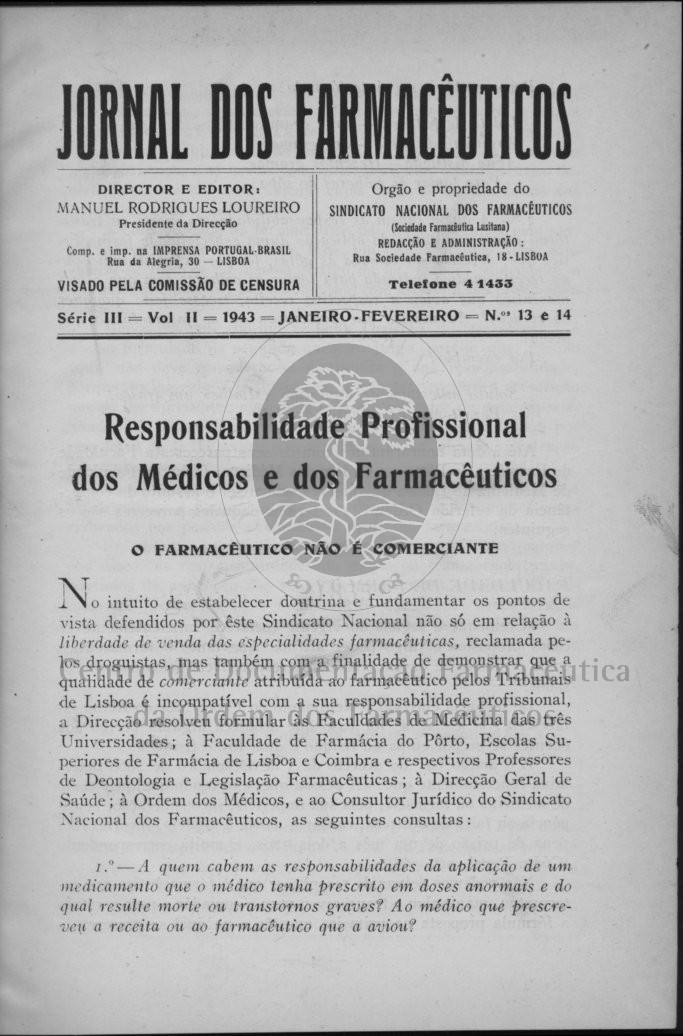 JORNAL DOS FARMACÊUTICOS
DIRECTOR E EDITOR:
MANUEL RODRIGUES LOUREIRO
Presidente da Direcção
Comp. e imp. na IMPRENSA PORTUGAL-BRASIL
Rua da Alegria, 30 — LISBOA
VISADO PELA COMISSÃO DE CENSURA
Orgão e propriedade do
SINDICATO NACIONAL DOS FARMACÊUTICOS
(Sociedade Farmacêutica Lusitana)
REDACÇÃO E ADMINISTRAÇÃO:
Rua Sociedade Farmacêutica, 18-LISBOA
Telefone 41433
Série III = Vol II = 1943 = JANEIRO-FEVEREIRO = N.os 13 e 14
Responsabilidade Profissional
dos Médicos e dos Farmacêuticos
O FARMACÊUTICO NÃO É COMERCIANTE
No intuito de estabelecer doutrina e fundamentar os pontos de
vista defendidos por êste Sindicato Nacional não só em relação à
liberdade de venda das especialidades farmacêuticas, reclamada pe-
los droguistas, mas também com a finalidade de demonstrar que a
qualidade de comerciante atribuída ao farmacêutico pelos Tribunais
de Lisboa é incompatível com a sua responsabilidade profissional,
a Direcção resolveu formular às Faculdades de Medicina das três
Universidades; à Faculdade de Farmácia do Pôrto, Escolas Su-
periores de Farmácia de Lisboa e Coimbra e respectivos Professores
de Deontologia e Legislação Farmacêuticas; à Direcção Geral de
Saúde; à Ordem dos Médicos, e ao Consultor Jurídico do Sindicato
Nacional dos Farmacêuticos, as seguintes consultas:
1.º — A quem cabem as responsabilidades da aplicação de um
medicamento que o médico tenha prescrito em doses anormais e do
qual resulte morte ou transtornos graves? Ao médico que prescre-
veu a receita ou ao farmacêutico que a aviou?
Centro de Documentação Farmacêutica
da Ordem dos Farmacêuticos